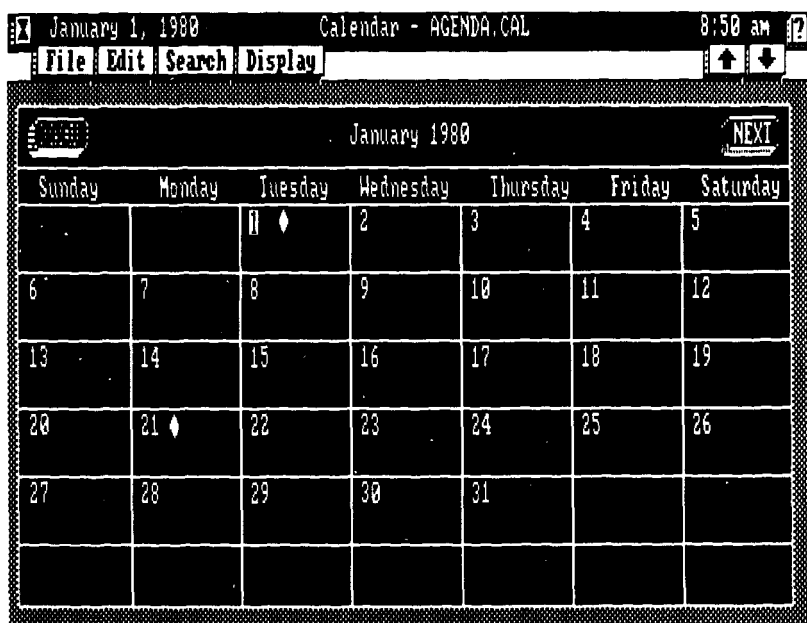 X January 1, 1980 Calendar - AGENDA.CAL 8:50 am ?
File Edit Search Display
January 1980 NEXT
Sunday Monday Tuesday Wednesday Thursday Friday Saturday
1 2 3 4 5
6 7 8 9 10 11 12
13 14 15 16 17 18 19
20 21 22 23 24 25 26
27 28 29 30 31